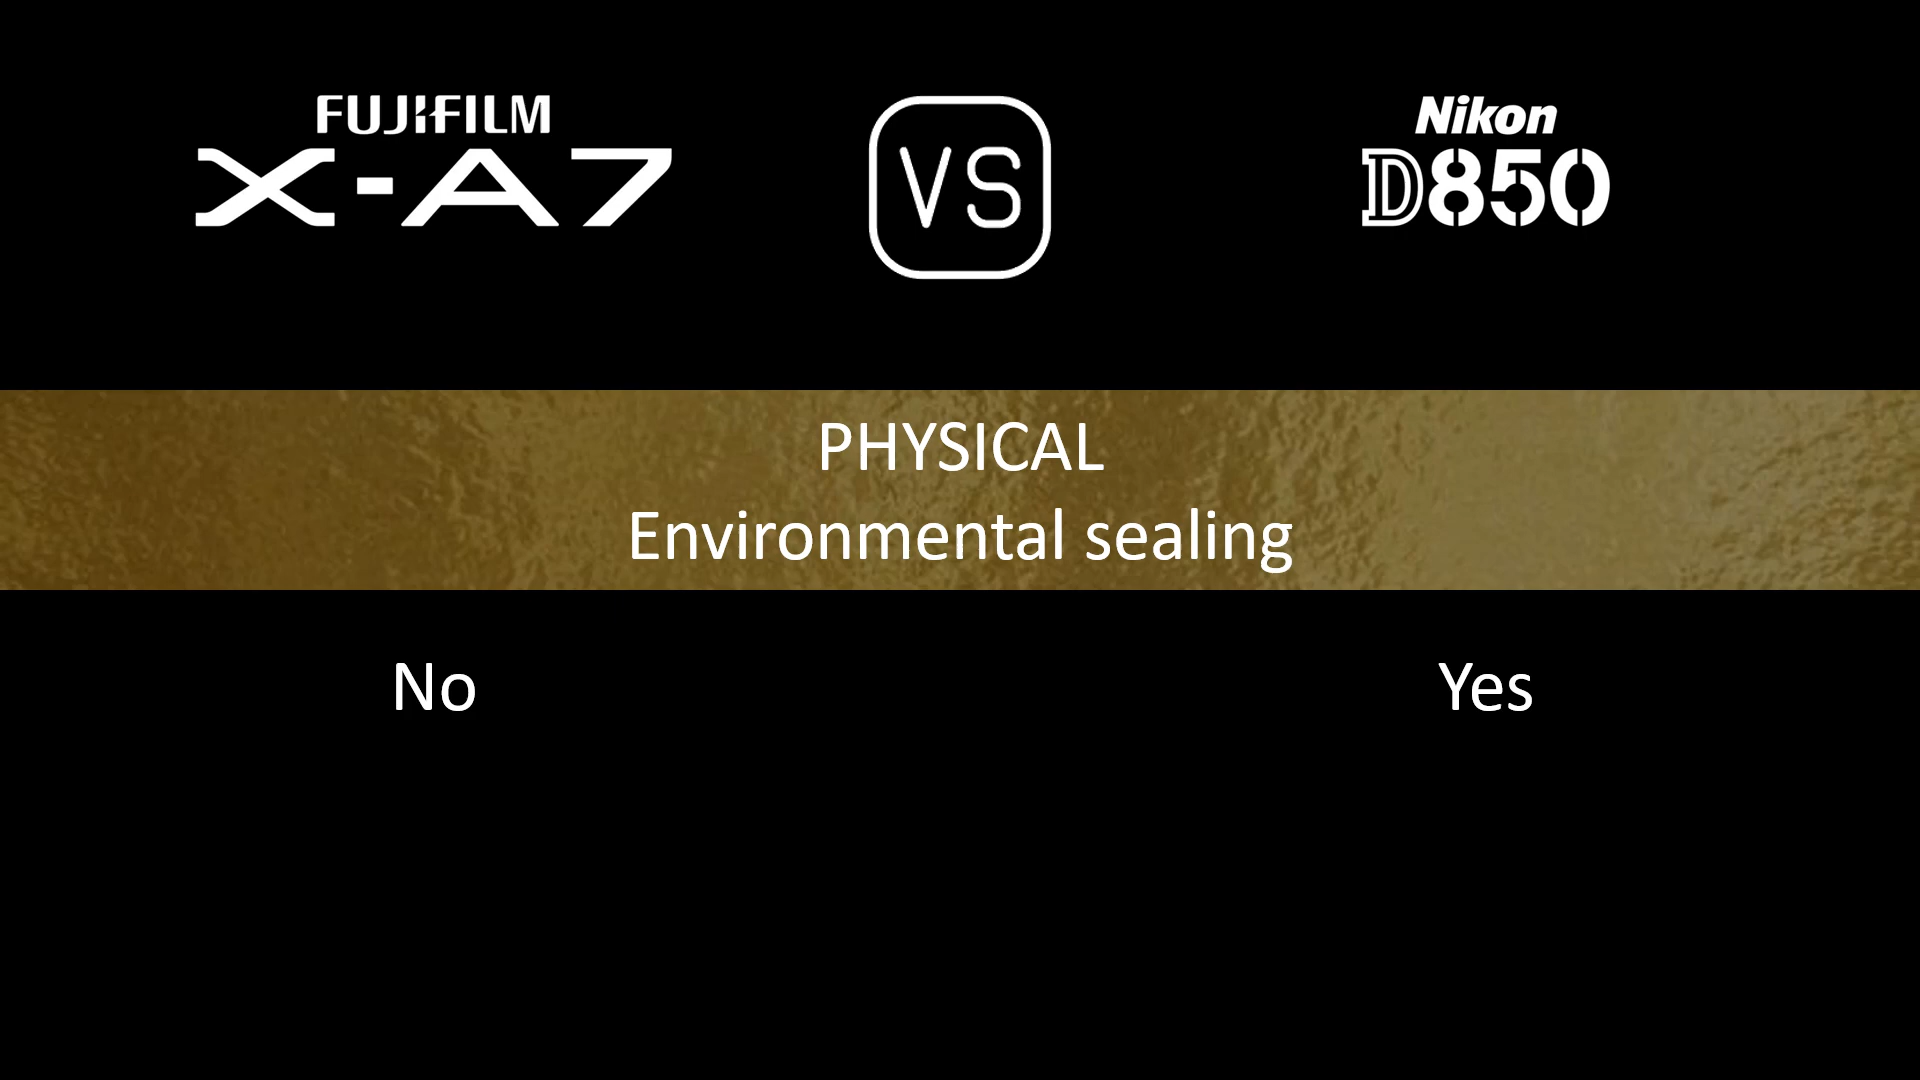 FUJIFILM
X-A7
VS
Nikon
D850
PHYSICAL
Environmental sealing
No
Yes